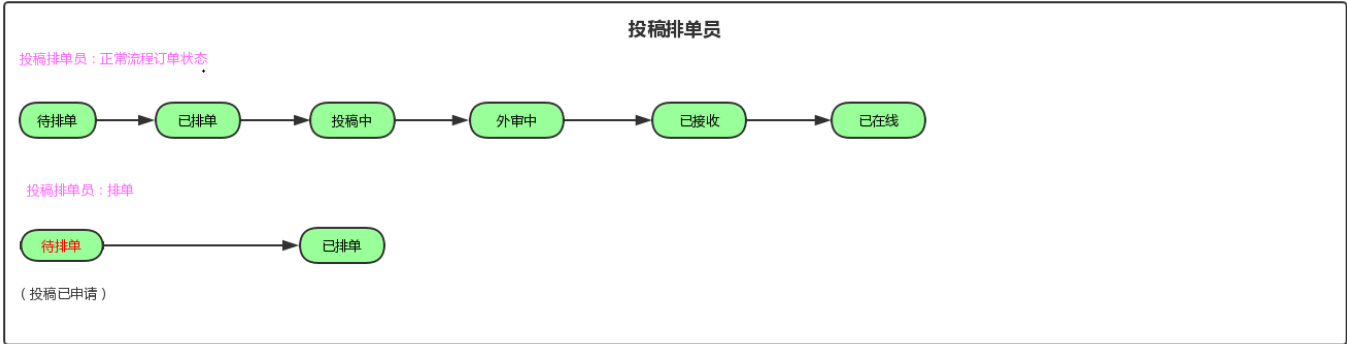 投稿排单员
投稿排单员：正常流程订单状态
待排单 已排单 投稿中 外审中 已接收 已在线
投稿排单员：排单
待排单 已排单
（投稿已申请）